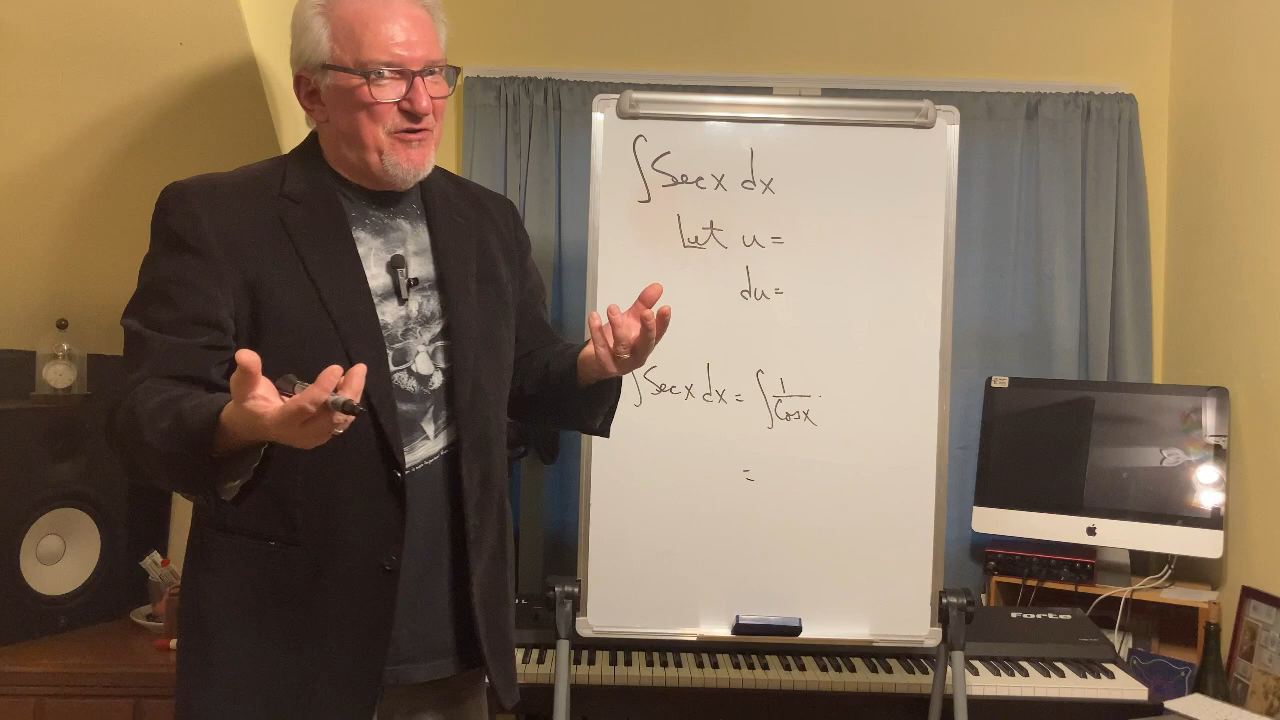 ∫ Sec x dx
Let u =
du =
∫ Sec x dx = ∫ 1/Cos x
=
forte